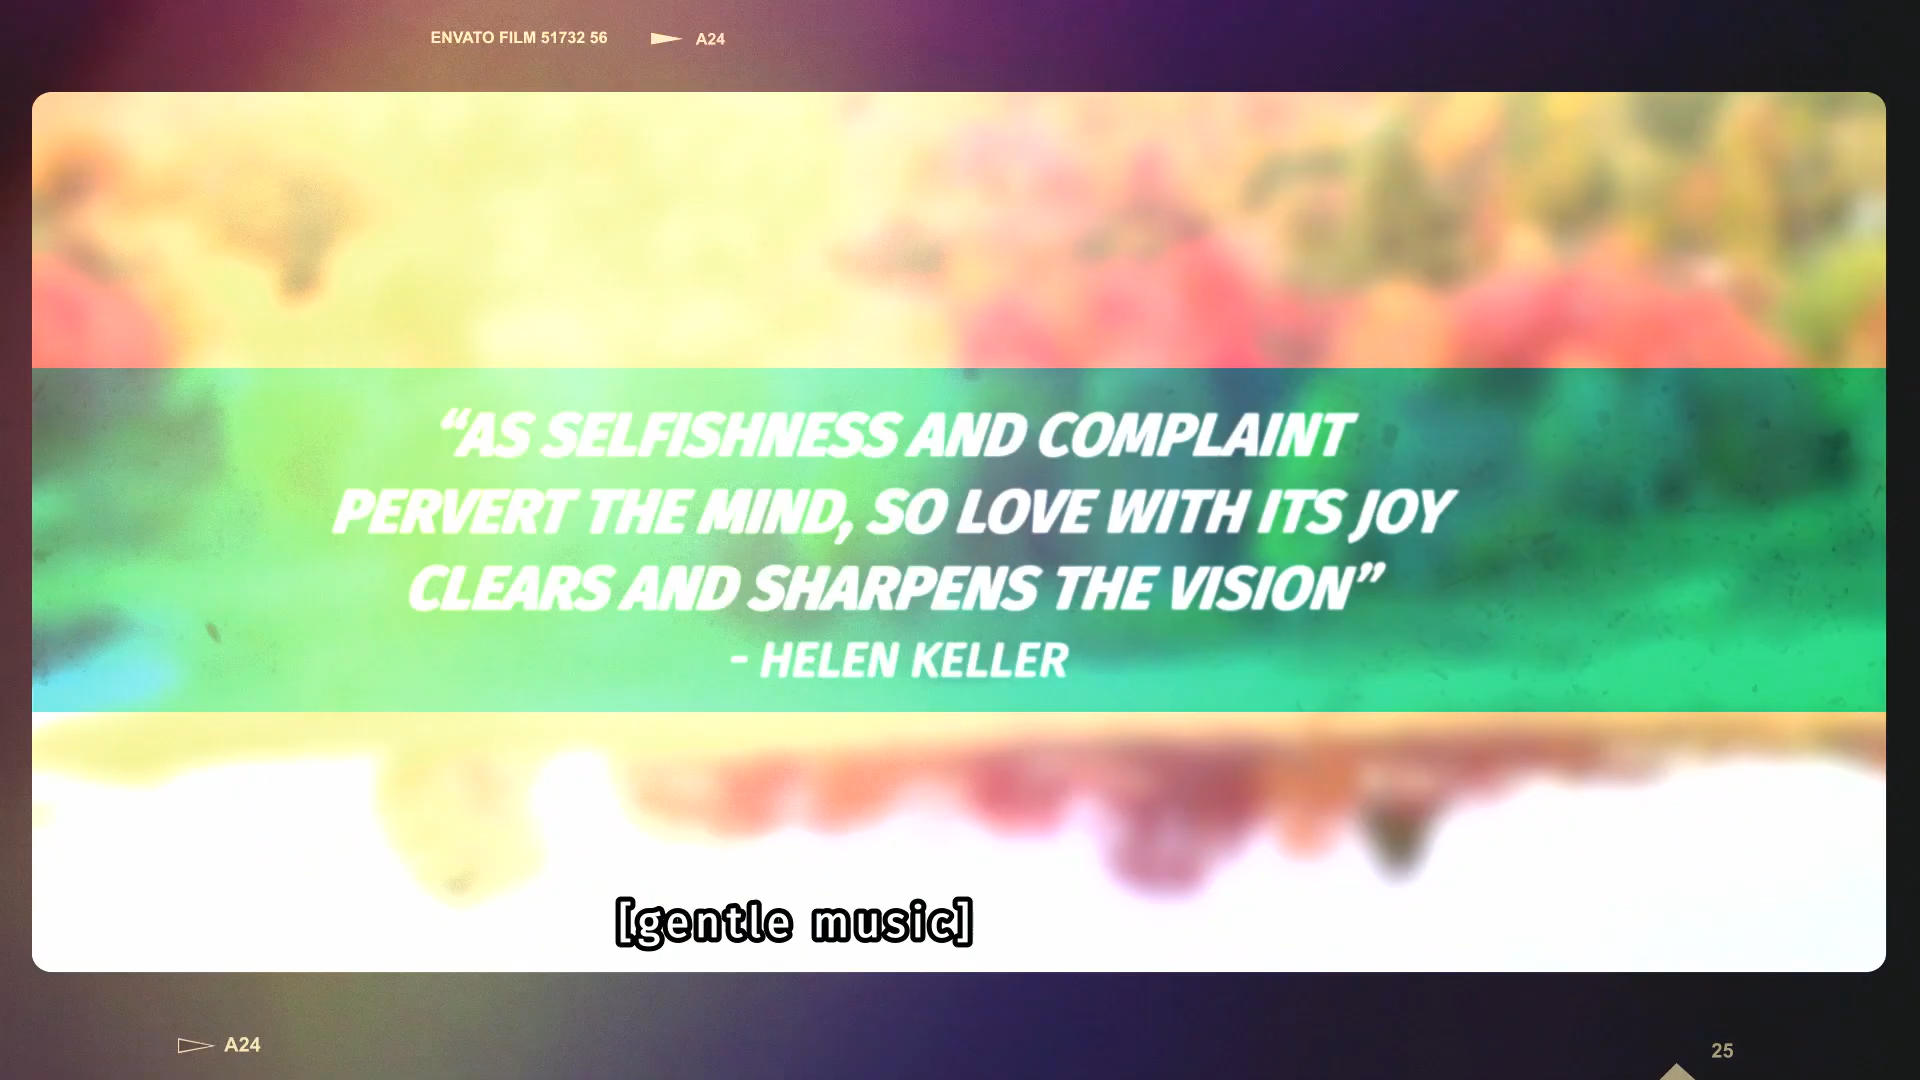 ENVATO FILM 51732 56 A24
“AS SELFISHNESS AND COMPLAINT
PERVERT THE MIND, SO LOVE WITH ITS JOY
CLEARS AND SHARPENS THE VISION”
- HELEN KELLER
[gentle music]
A24
25